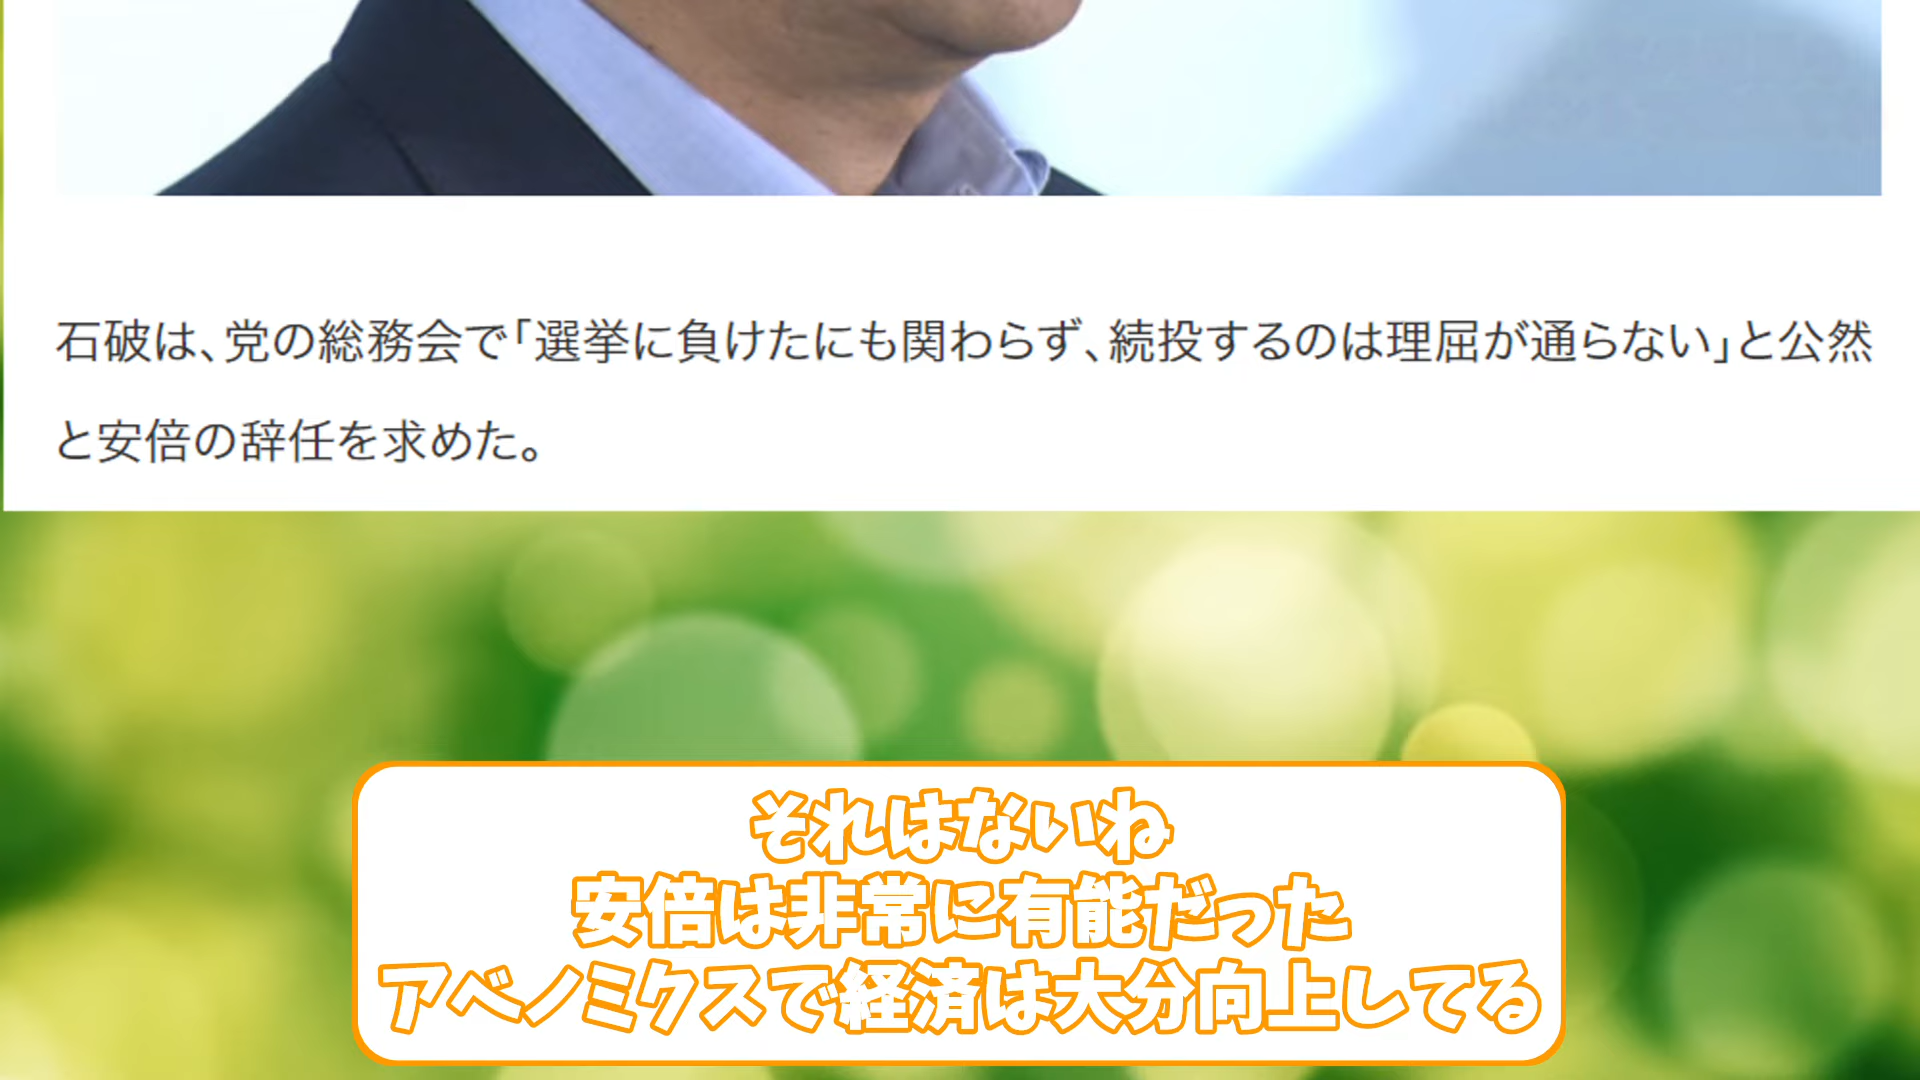 石破は、党の総務会で「選挙に負けたにも関わらず、続投するのは理屈が通らない」と公然
と安倍の辞任を求めた。
それはないね
安倍は非常に有能だった
アベノミクスで経済は大分向上してる